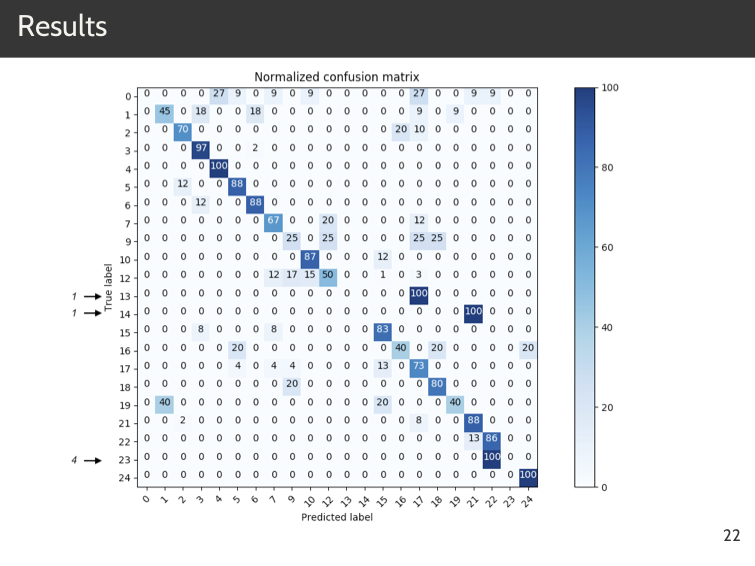 Results
Normalized confusion matrix
0 0 0 0 0 27 9 0 9 0 9 0 0 0 0 0 27 0 0 9 9 0 0
1 0 45 0 18 0 0 18 0 0 0 0 0 0 0 0 9 0 9 0 0 0 0
2 0 0 70 0 0 0 0 0 0 0 0 0 0 0 20 10 0 0 0 0 0 0
3 0 0 0 97 0 0 2 0 0 0 0 0 0 0 0 0 0 0 0 0 0 0
4 0 0 0 0 100 0 0 0 0 0 0 0 0 0 0 0 0 0 0 0 0 0
5 0 0 12 0 0 88 0 0 0 0 0 0 0 0 0 0 0 0 0 0 0 0
6 0 0 0 12 0 0 88 0 0 0 0 0 0 0 0 0 0 0 0 0 0 0
7 0 0 0 0 0 0 0 67 0 0 20 0 0 0 0 12 0 0 0 0 0 0
9 0 0 0 0 0 0 0 0 25 0 25 0 0 0 0 25 25 0 0 0 0 0
10 0 0 0 0 0 0 0 0 0 87 0 0 0 12 0 0 0 0 0 0 0 0
12 0 0 0 0 0 0 0 12 17 15 50 0 0 1 0 3 0 0 0 0 0 0
1 13 0 0 0 0 0 0 0 0 0 0 0 0 0 0 0 100 0 0 0 0 0 0
1 14 0 0 0 0 0 0 0 0 0 0 0 0 0 0 0 0 0 0 100 0 0 0
15 0 0 0 8 0 0 0 8 0 0 0 0 0 83 0 0 0 0 0 0 0 0
16 0 0 0 0 0 20 0 0 0 0 0 0 0 0 40 0 20 0 0 0 0 20
17 0 0 0 0 0 4 0 4 4 0 0 0 0 13 0 73 0 0 0 0 0 0
18 0 0 0 0 0 0 0 0 20 0 0 0 0 0 0 0 80 0 0 0 0 0
19 0 40 0 0 0 0 0 0 0 0 0 0 0 20 0 0 0 40 0 0 0 0
21 0 0 2 0 0 0 0 0 0 0 0 0 0 0 0 8 0 0 88 0 0 0
22 0 0 0 0 0 0 0 0 0 0 0 0 0 0 0 0 0 0 13 86 0 0
4 23 0 0 0 0 0 0 0 0 0 0 0 0 0 0 0 0 0 0 0 100 0 0
24 0 0 0 0 0 0 0 0 0 0 0 0 0 0 0 0 0 0 0 0 0 100
True label
0 1 2 3 4 5 6 7 9 10 12 13 14 15 16 17 18 19 21 22 23 24
Predicted label
100
80
60
40
20
0
22